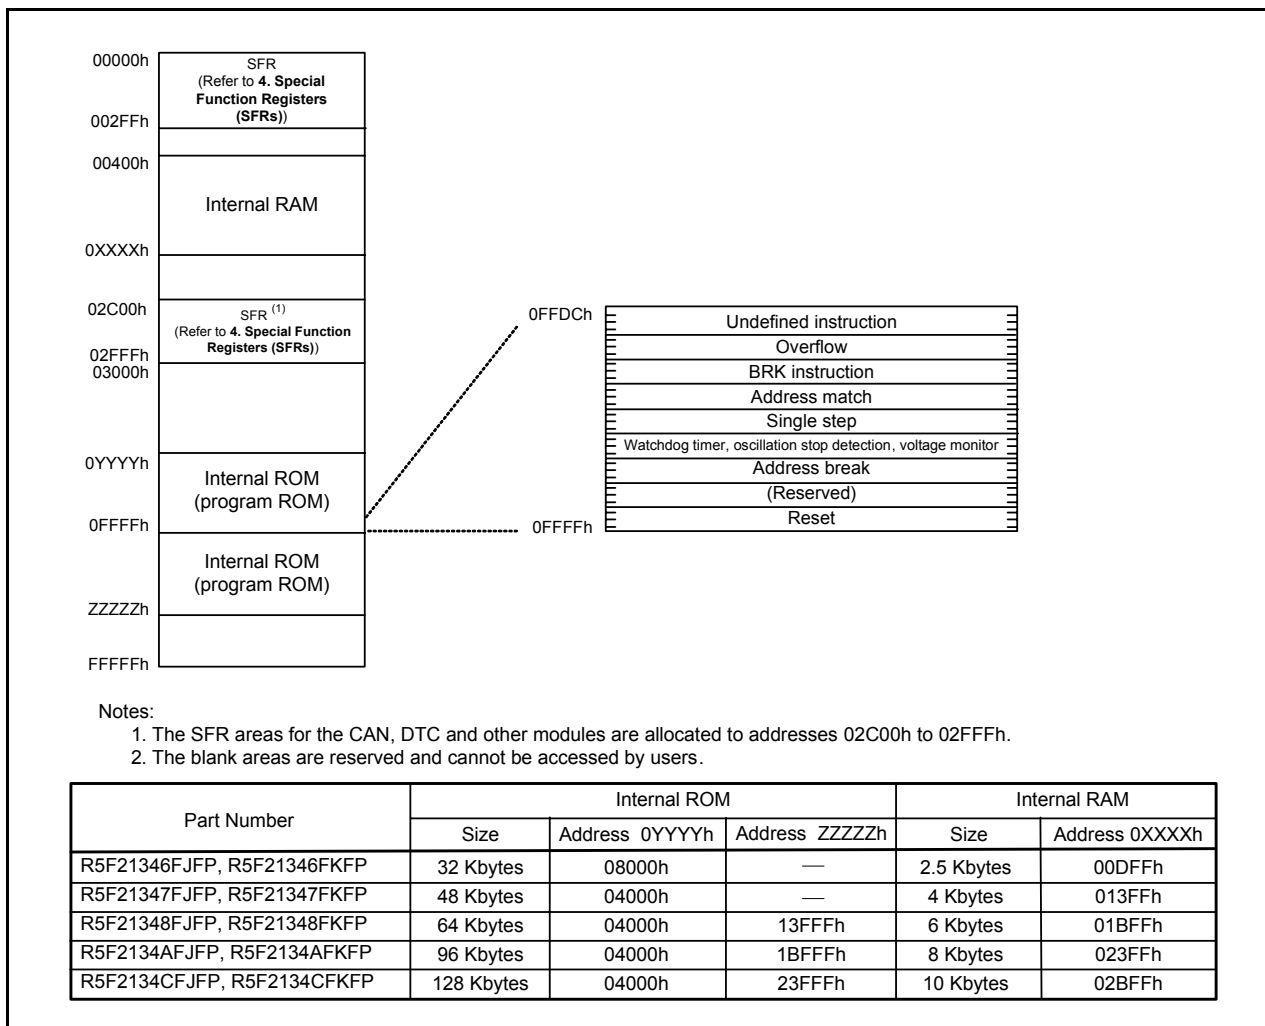 00000h
SFR
(Refer to 4. Special
Function Registers
(SFRs))
002FFh
00400h
Internal RAM
0XXXXh
02C00h
SFR (1)
(Refer to 4. Special Function
Registers (SFRs))
02FFFh
03000h
0YYYYh
Internal ROM
(program ROM)
0FFFFh
Internal ROM
(program ROM)
ZZZZZh
FFFFFh
0FFDCh
Undefined instruction
Overflow
BRK instruction
Address match
Single step
Watchdog timer, oscillation stop detection, voltage monitor
Address break
(Reserved)
Reset
0FFFFh
Notes:
1. The SFR areas for the CAN, DTC and other modules are allocated to addresses 02C00h to 02FFFh.
2. The blank areas are reserved and cannot be accessed by users.
Part Number Internal ROM Internal RAM
Size Address 0YYYYh Address ZZZZZh Size Address 0XXXXh
R5F21346FJFP, R5F21346FKFP 32 Kbytes 08000h — 2.5 Kbytes 00DFFh
R5F21347FJFP, R5F21347FKFP 48 Kbytes 04000h — 4 Kbytes 013FFh
R5F21348FJFP, R5F21348FKFP 64 Kbytes 04000h 13FFFh 6 Kbytes 01BFFh
R5F2134AFJFP, R5F2134AFKFP 96 Kbytes 04000h 1BFFFh 8 Kbytes 023FFh
R5F2134CFJFP, R5F2134CFKFP 128 Kbytes 04000h 23FFFh 10 Kbytes 02BFFh